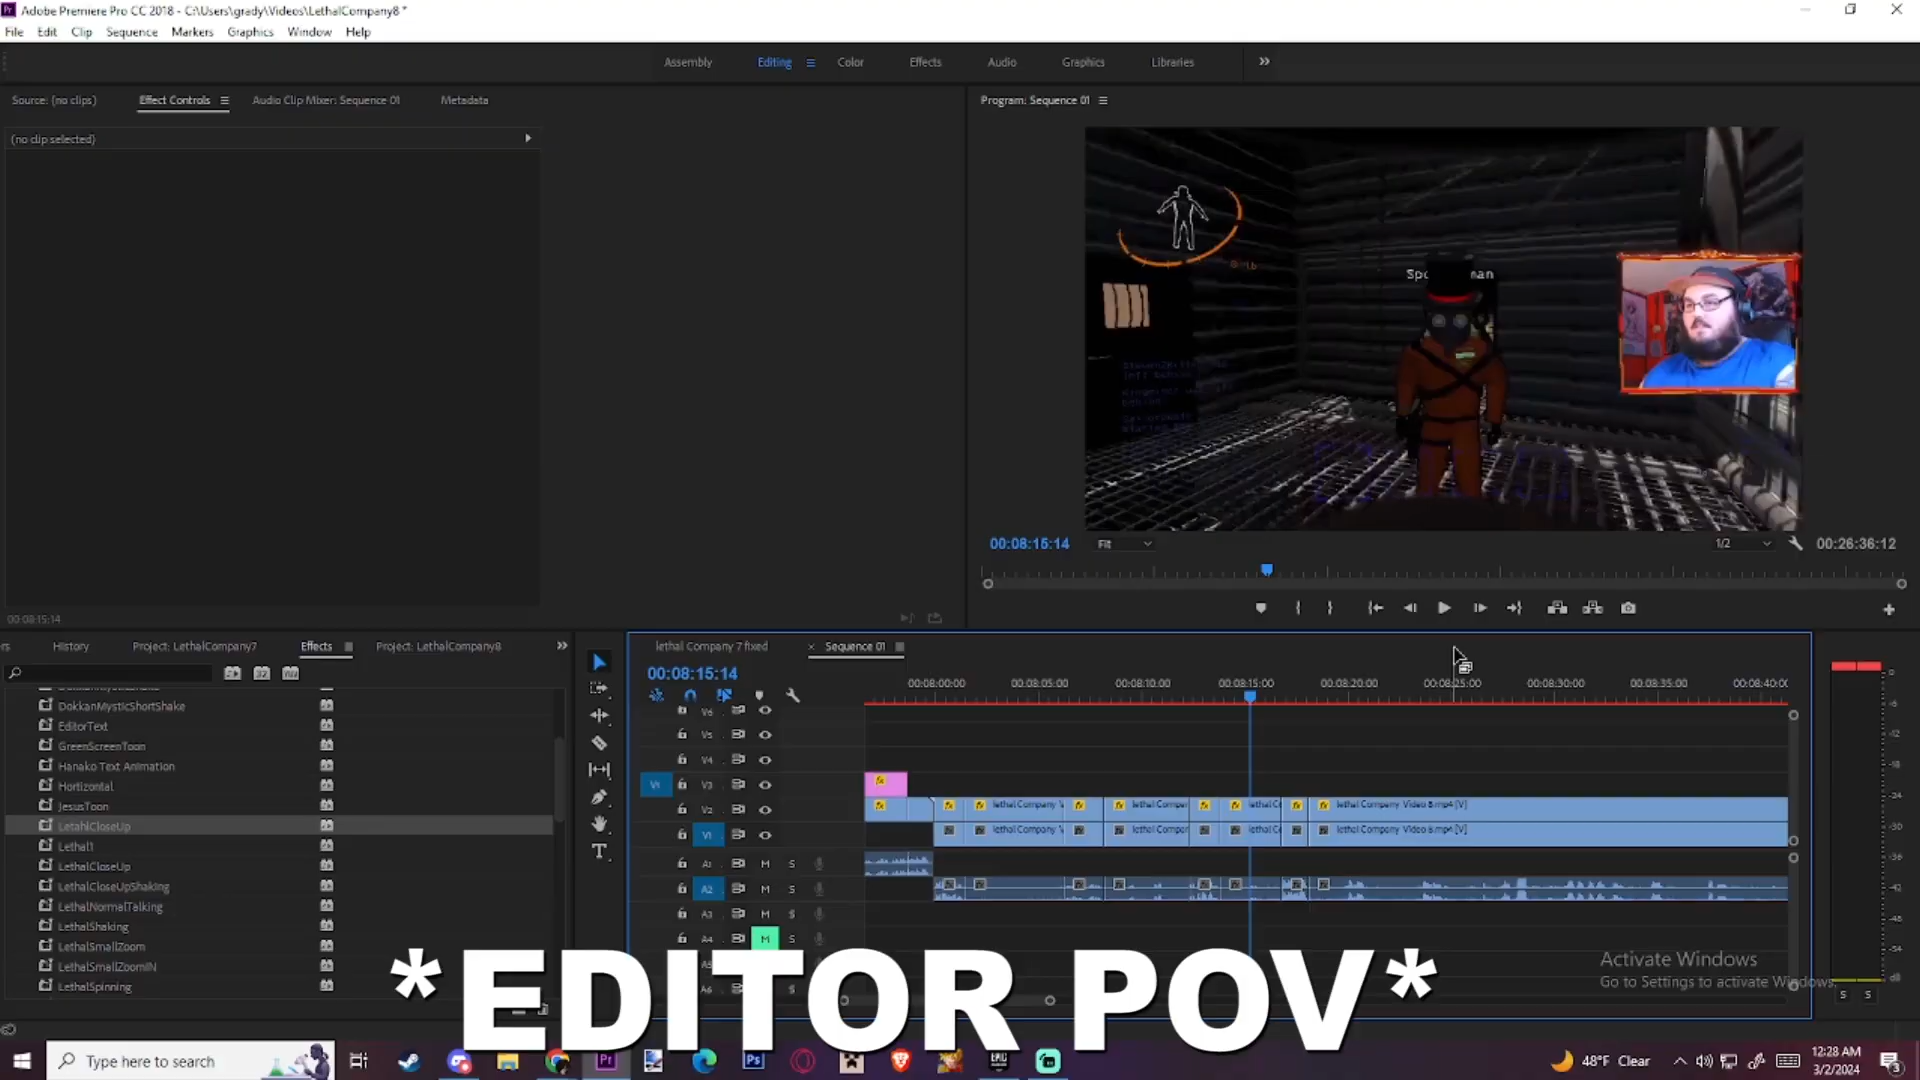 Adobe Premiere Pro CC 2018 - C:\Users\grady\Videos\LethalCompany8 *
File Edit Clip Sequence Markers Graphics Window Help
Assembly Editing Color Effects Audio Graphics Libraries
Source: (no clips) Effect Controls Audio Clip Mixer: Sequence 01 Metadata
Program: Sequence 01
(no clip selected)
00:08:15:14 Fit 1/2 00:26:36:12
00:08:15:14
History Project: LethalCompany7 Effects Project: LethalCompany8
lethal Company 7 fixed Sequence 01
00:08:15:14
00:08:00:00 00:08:05:00 00:08:10:00 00:08:15:00 00:08:20:00 00:08:25:00 00:08:30:00 00:08:35:00 00:08:40:00
DokkanMysticShortShake
EditorText
GreenScreenToon
Hanako Text Animation
Hortizontal
JesusToon
LetahlCloseUp
Lethal1
LethalCloseUp
LethalCloseUpShaking
LethalNormalTalking
LethalShaking
LethalSmallZoom
LethalSmallZoomIN
LethalSpinning
V6
V5
V4
V1 V3
V2 lethal Company lethal Compar lethal C lethal Company Video 8.mp4 [V]
V1 lethal Company lethal Compar lethal C lethal Company Video 8.mp4 [V]
A1 M S
A2 M S
A3 M S
A4 M S
A5
A6
*EDITOR POV*
Activate Windows
Go to Settings to activate Windows.
S S
Type here to search
48°F Clear
12:28 AM
3/2/2024